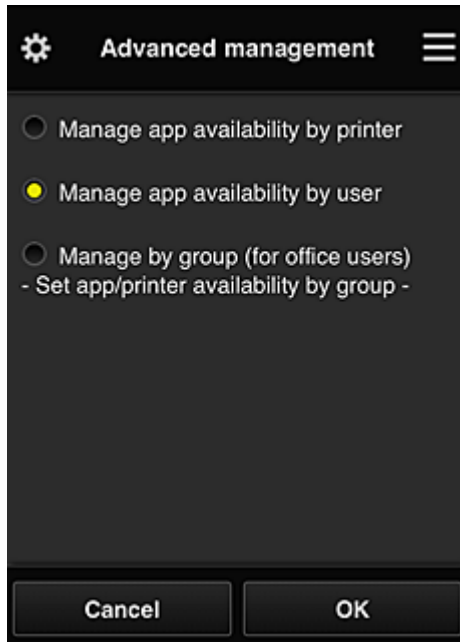 Advanced management
Manage app availability by printer
Manage app availability by user
Manage by group (for office users)
- Set app/printer availability by group -
Cancel
OK